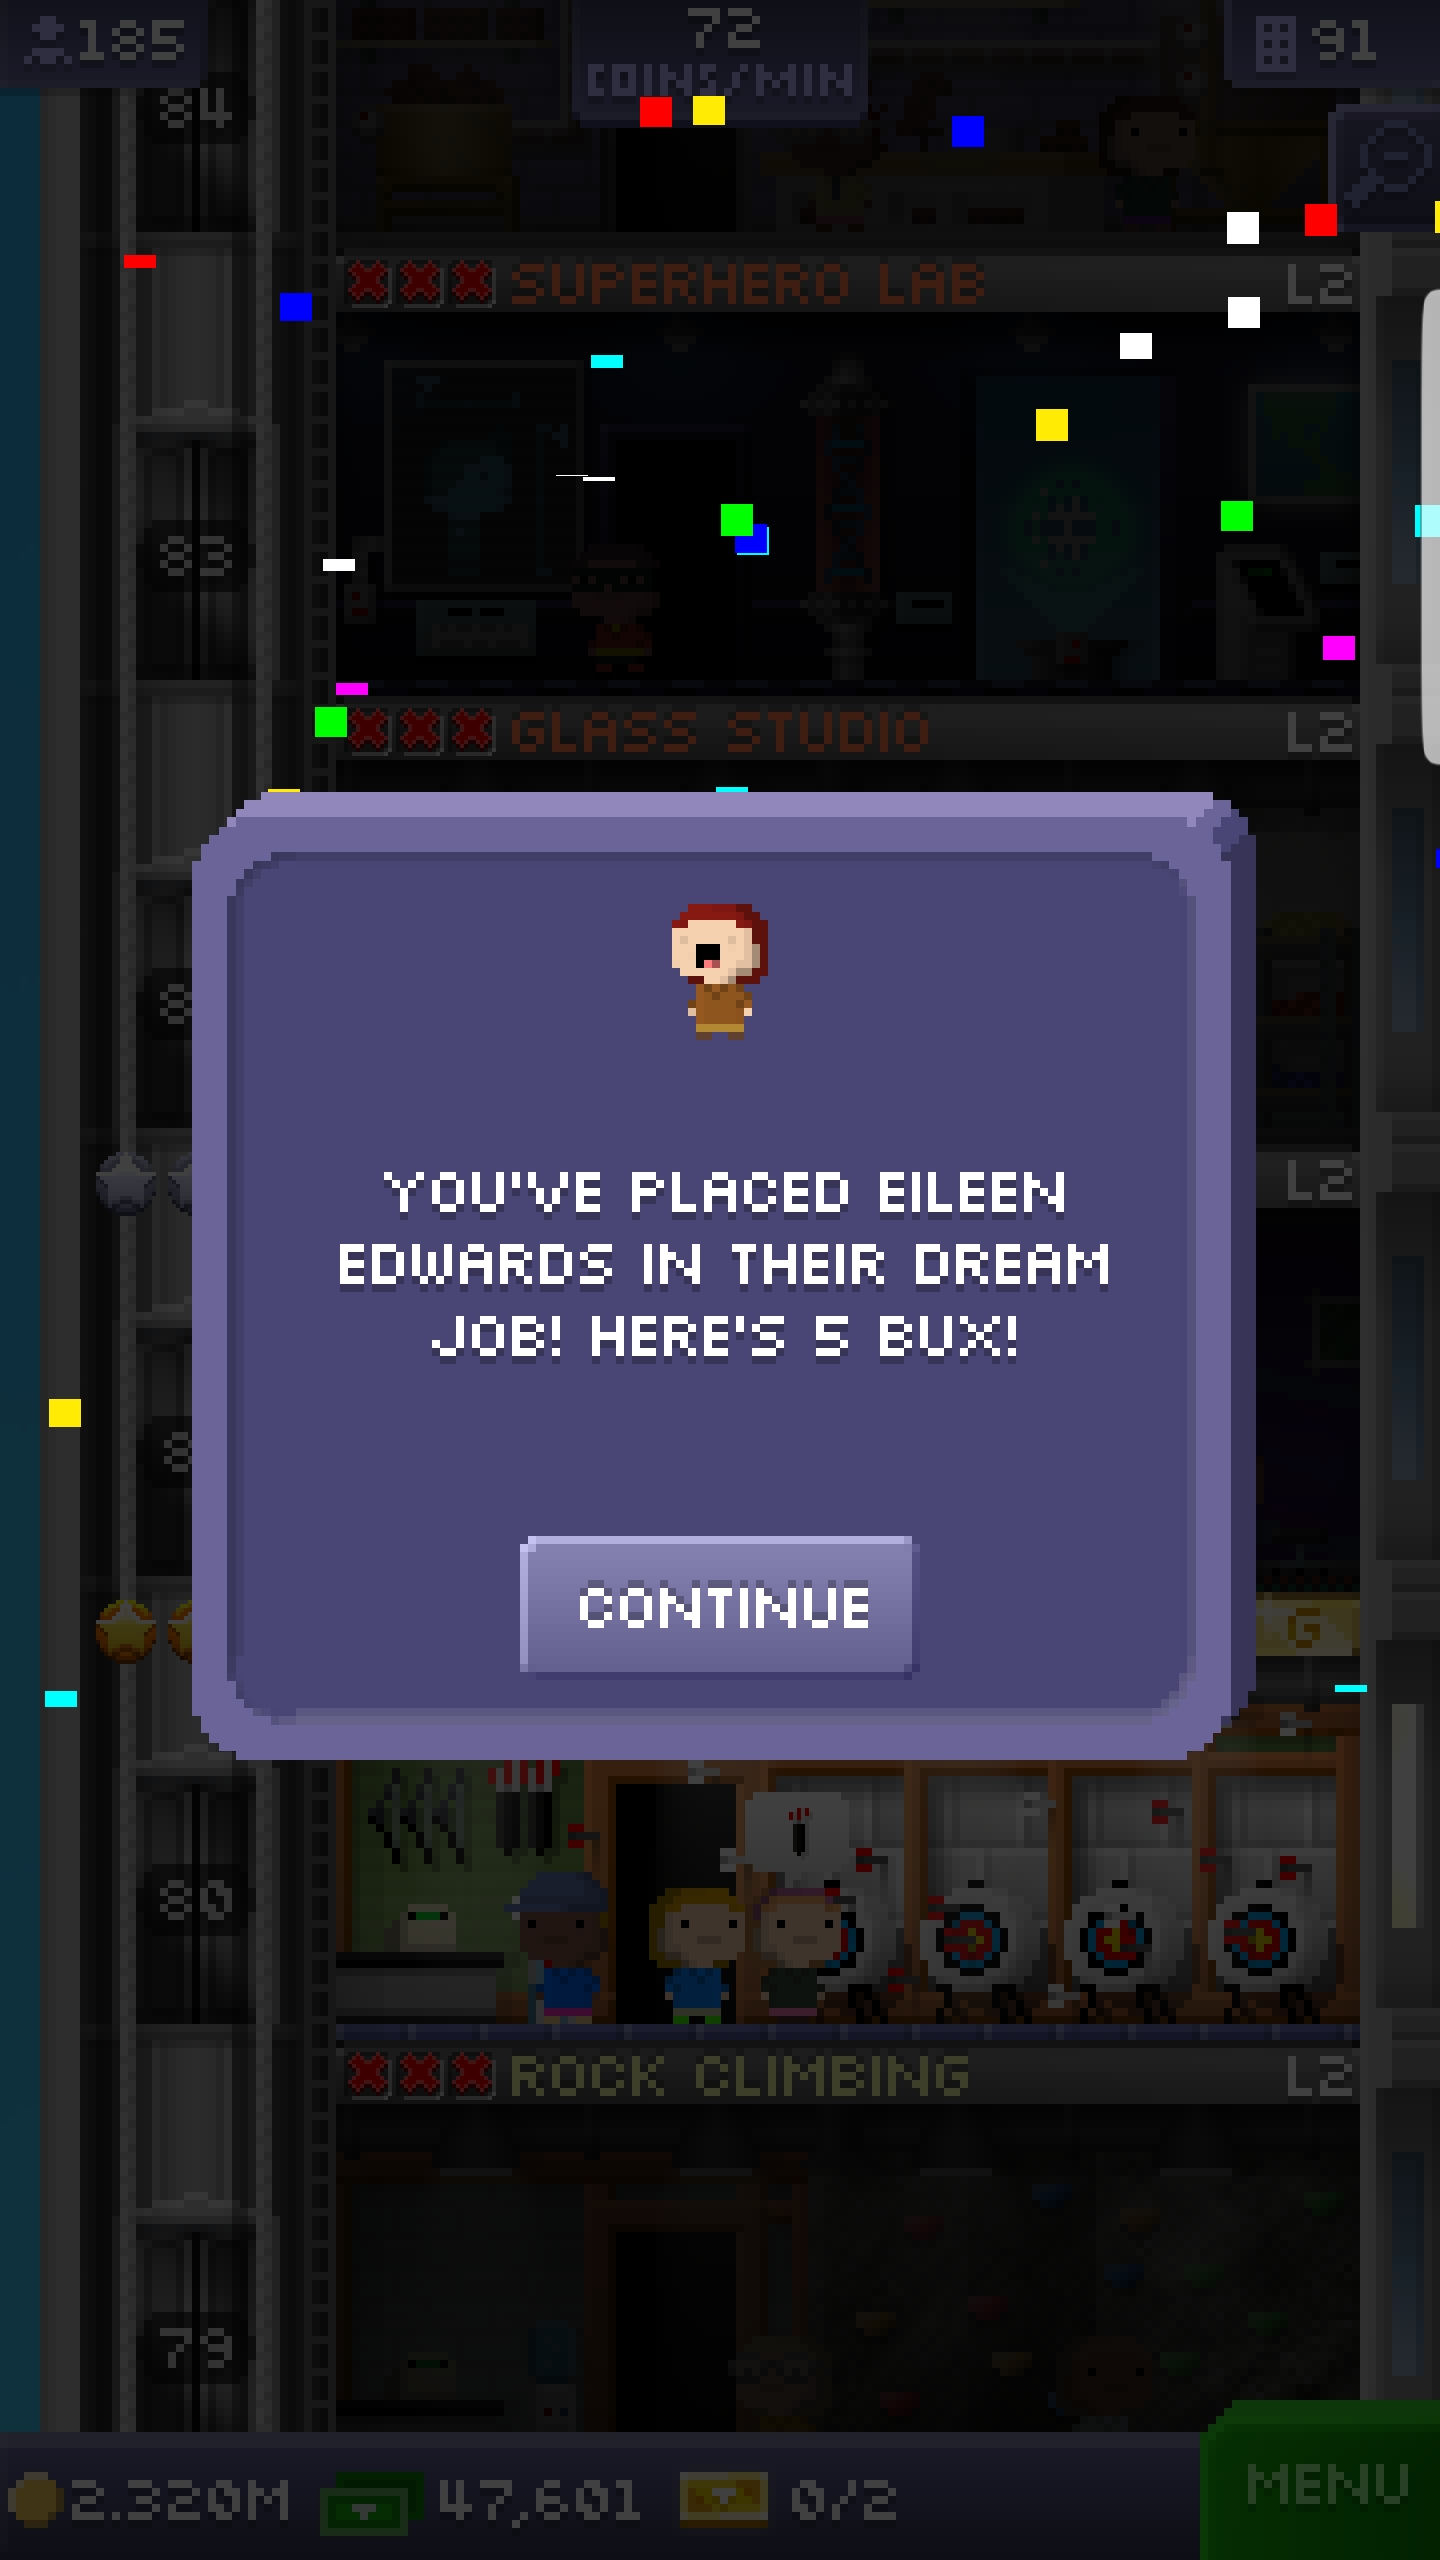 185
72
COINS/MIN
91
84
SUPERHERO LAB L2
83
GLASS STUDIO L2
L2
YOU'VE PLACED EILEEN
EDWARDS IN THEIR DREAM
JOB! HERE'S 5 BUX!
CONTINUE
G
80
ROCK CLIMBING L2
79
2.320M 47,601 0/2 MENU